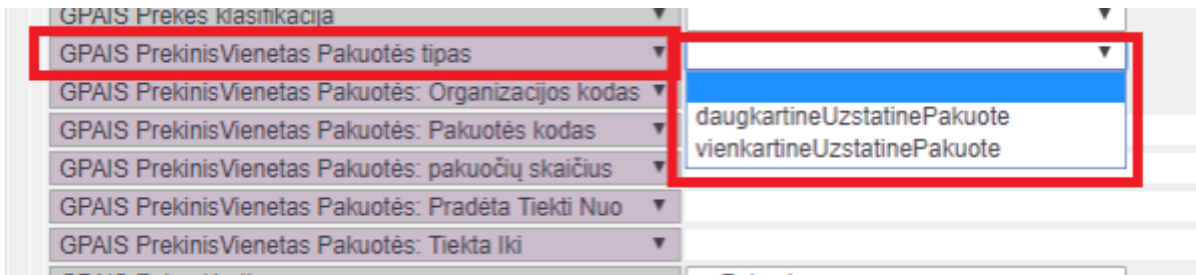 GPAIS Prekės klasifikacija
GPAIS PrekinisVienetas Pakuotės tipas
GPAIS PrekinisVienetas Pakuotės: Organizacijos kodas
daugkartineUzstatinePakuote
GPAIS PrekinisVienetas Pakuotės: Pakuotės kodas
vienkartineUzstatinePakuote
GPAIS PrekinisVienetas Pakuotės: pakuočių skaičius
GPAIS PrekinisVienetas Pakuotės: Pradėta Tiekti Nuo
GPAIS PrekinisVienetas Pakuotės: Tiekta Iki